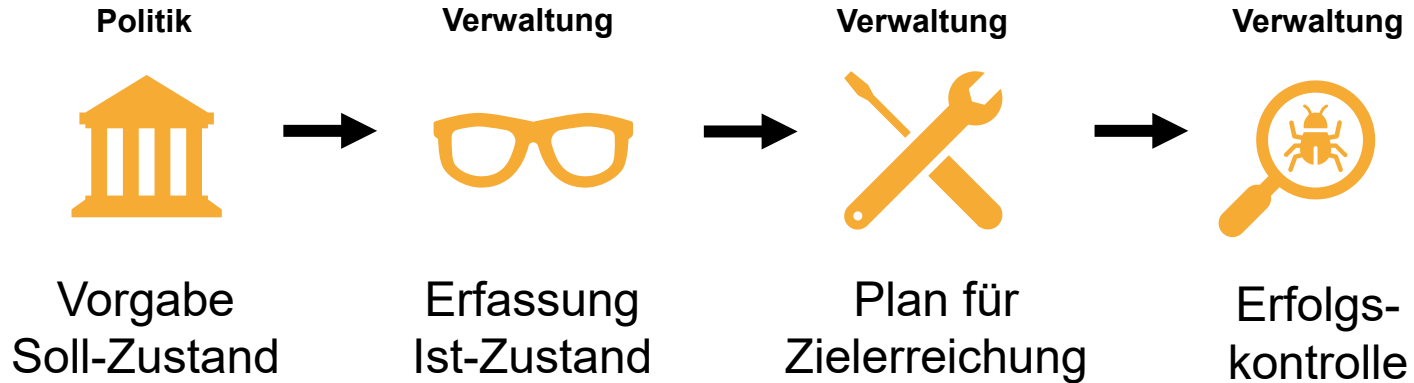 Politik
Verwaltung
Verwaltung
Verwaltung
Vorgabe
Soll-Zustand
Erfassung
Ist-Zustand
Plan für
Zielerreichung
Erfolgs-
kontrolle